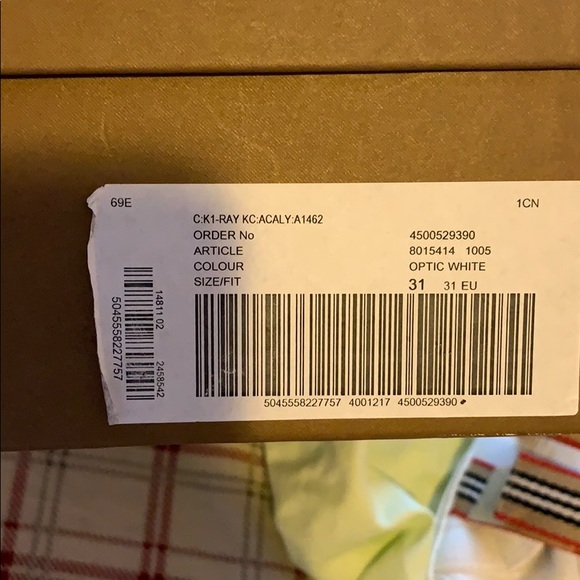 69E 1CN
C:K1-RAY KC:ACALY:A1462
ORDER No 4500529390
ARTICLE 8015414 1005
COLOUR OPTIC WHITE
SIZE/FIT 31 31 EU
5045558227757 4001217 4500529390
14811 02 2458542
5045558227757